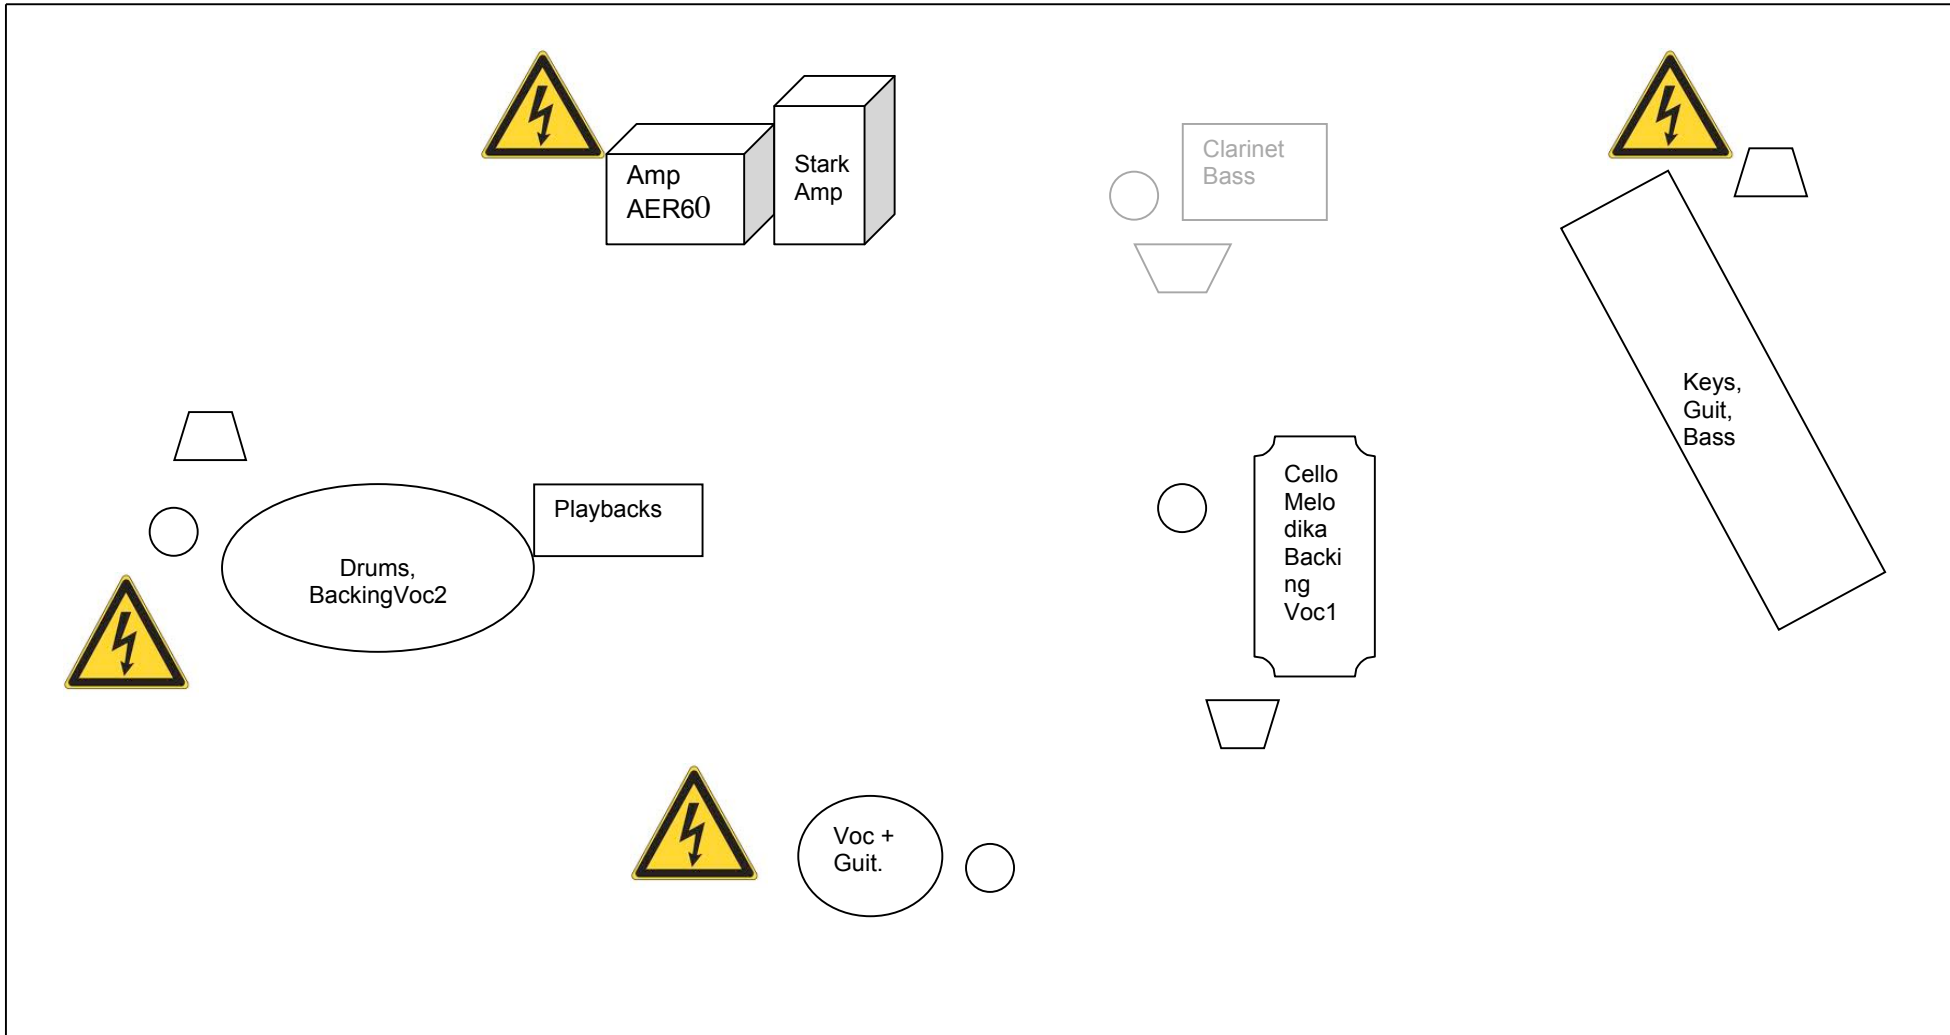 Amp
AER60
Stark
Amp
Clarinet
Bass
Keys,
Guit,
Bass
Playbacks
Drums,
BackingVoc2
Cello
Melo
dika
Backi
ng
Voc1
Voc +
Guit.